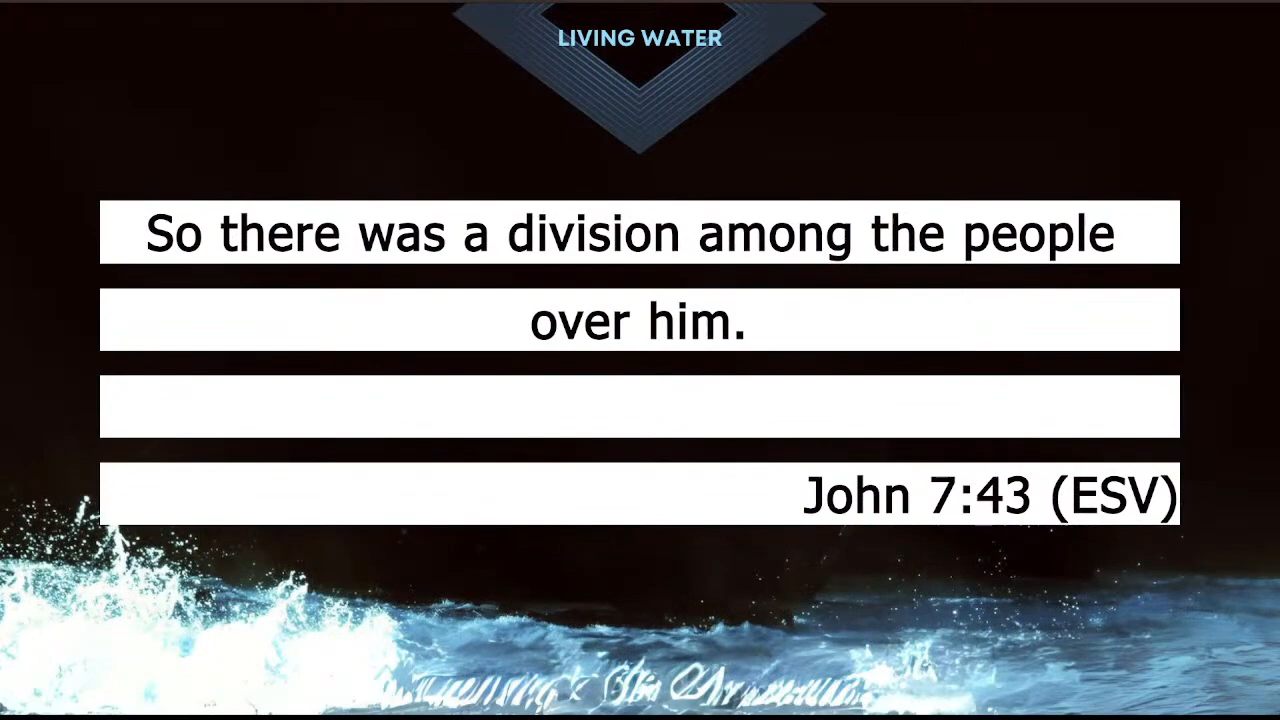 LIVING WATER
So there was a division among the people
over him.
John 7:43 (ESV)